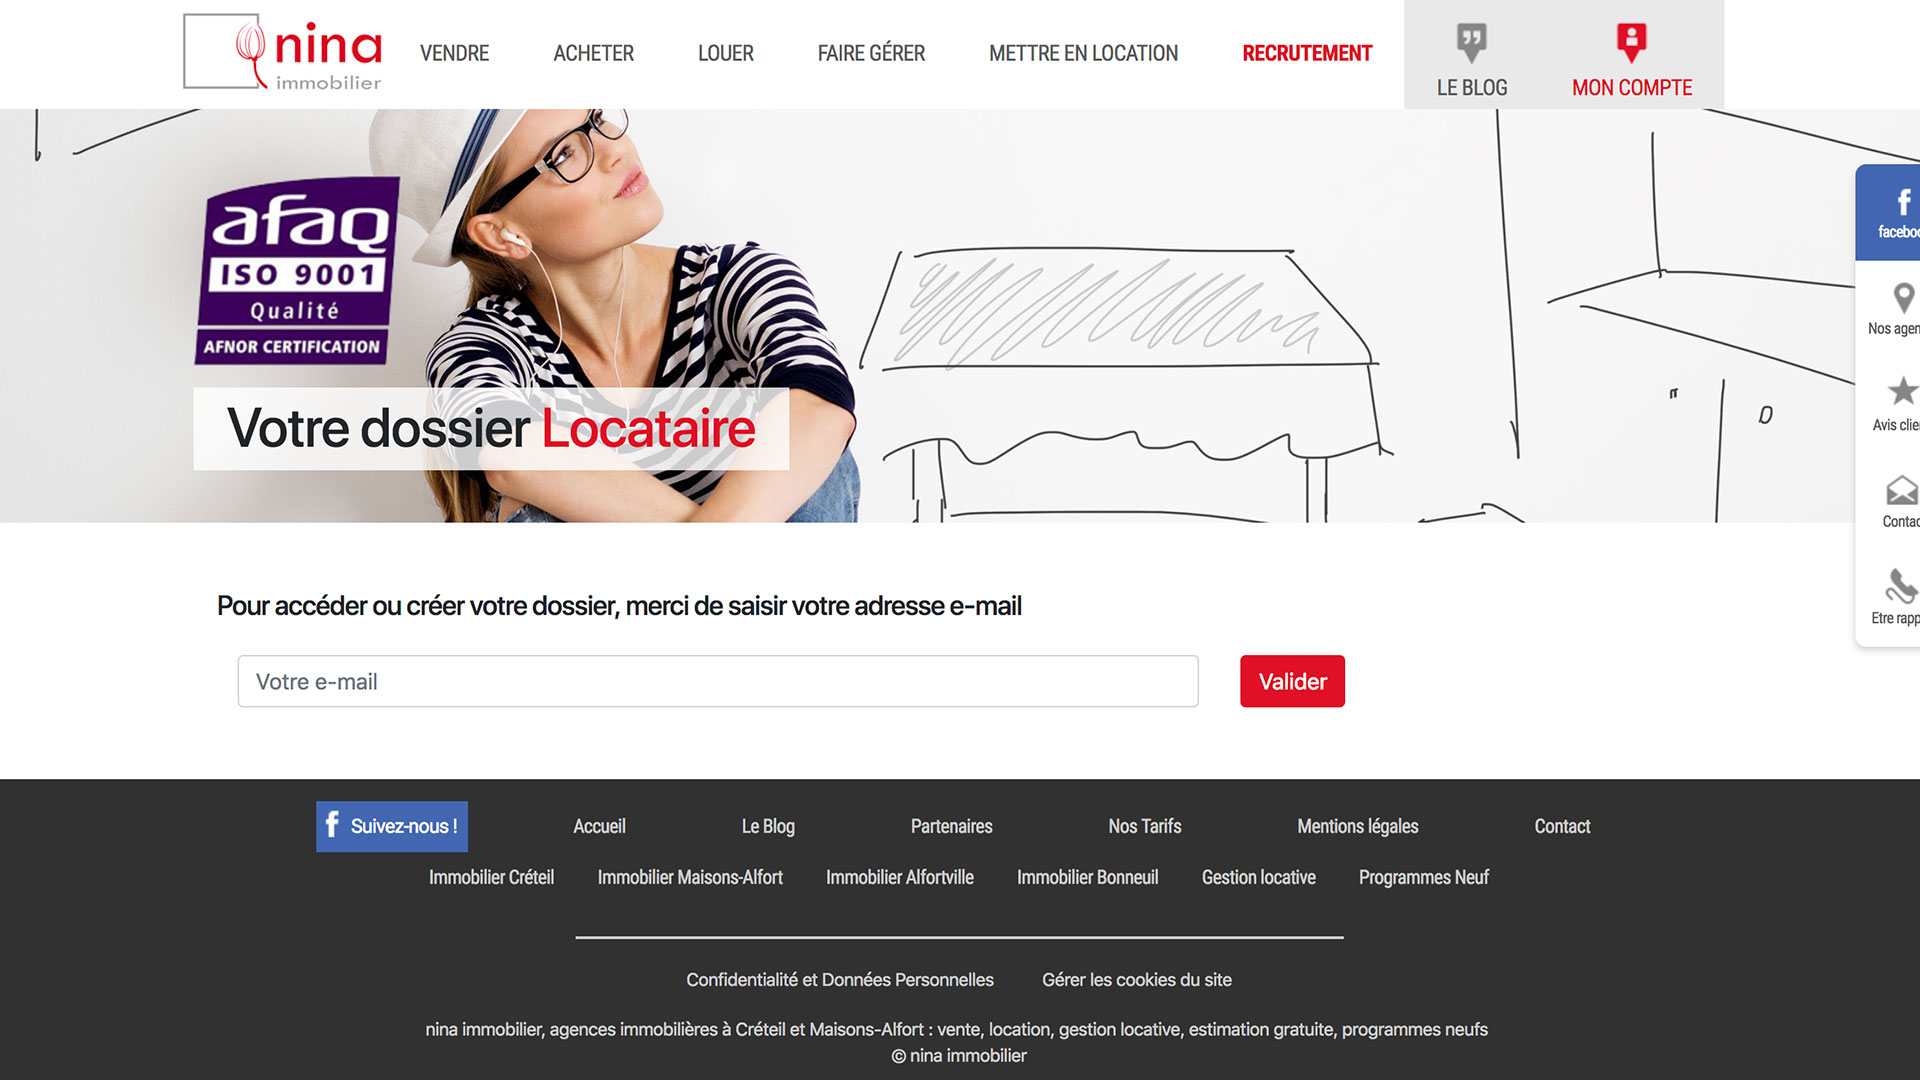 nina
immobilier
VENDRE
ACHETER
LOUER
FAIRE GÉRER
METTRE EN LOCATION
RECRUTEMENT
LE BLOG
MON COMPTE
afaq
ISO 9001
Qualité
AFNOR CERTIFICATION
Votre dossier Locataire
faceboo
Nos agen
Avis clie
Contac
Etre rapp
Pour accéder ou créer votre dossier, merci de saisir votre adresse e-mail
Votre e-mail
Valider
f Suivez-nous !
Accueil
Le Blog
Partenaires
Nos Tarifs
Mentions légales
Contact
Immobilier Créteil
Immobilier Maisons-Alfort
Immobilier Alfortville
Immobilier Bonneuil
Gestion locative
Programmes Neuf
Confidentialité et Données Personnelles
Gérer les cookies du site
nina immobilier, agences immobilières à Créteil et Maisons-Alfort : vente, location, gestion locative, estimation gratuite, programmes neufs
© nina immobilier